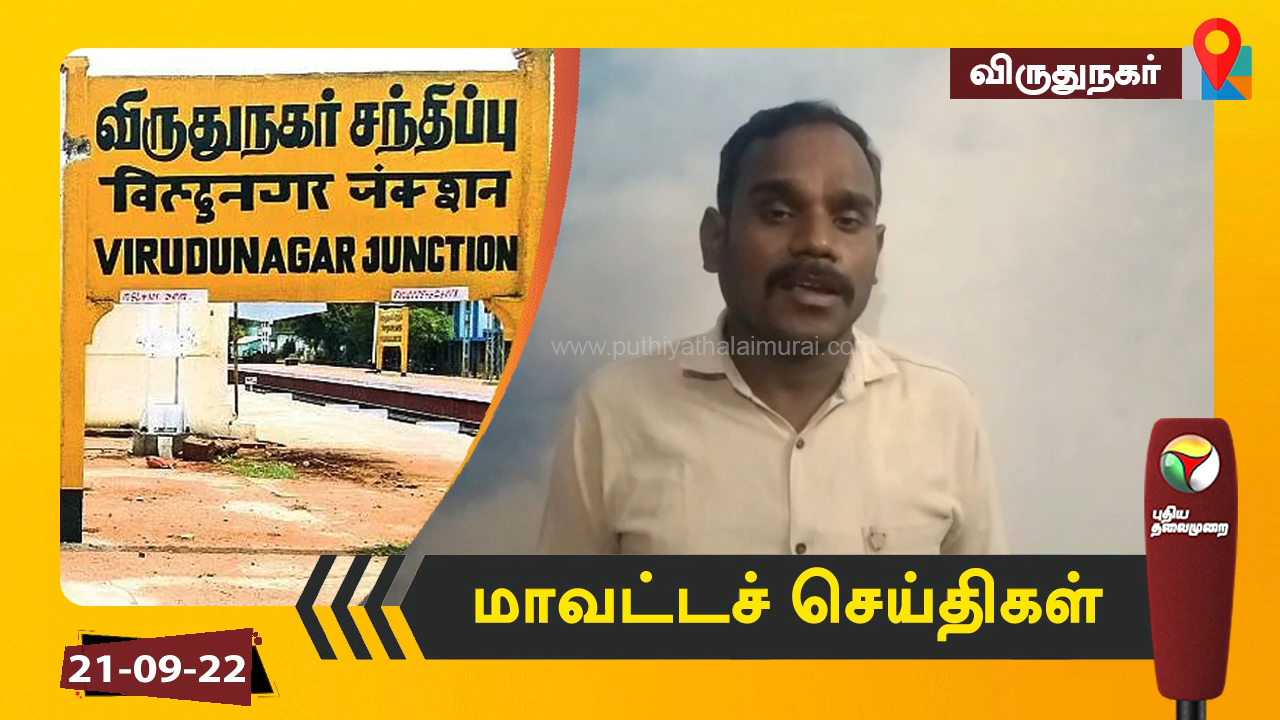 விருதுநகர்
விருதுநகர் சந்திப்பு
विरुदुनगर जंक्शन
VIRUDUNAGAR JUNCTION
www.puthiyathalaimurai.com
புதிய
தலைமுறை
மாவட்டச் செய்திகள்
21-09-22